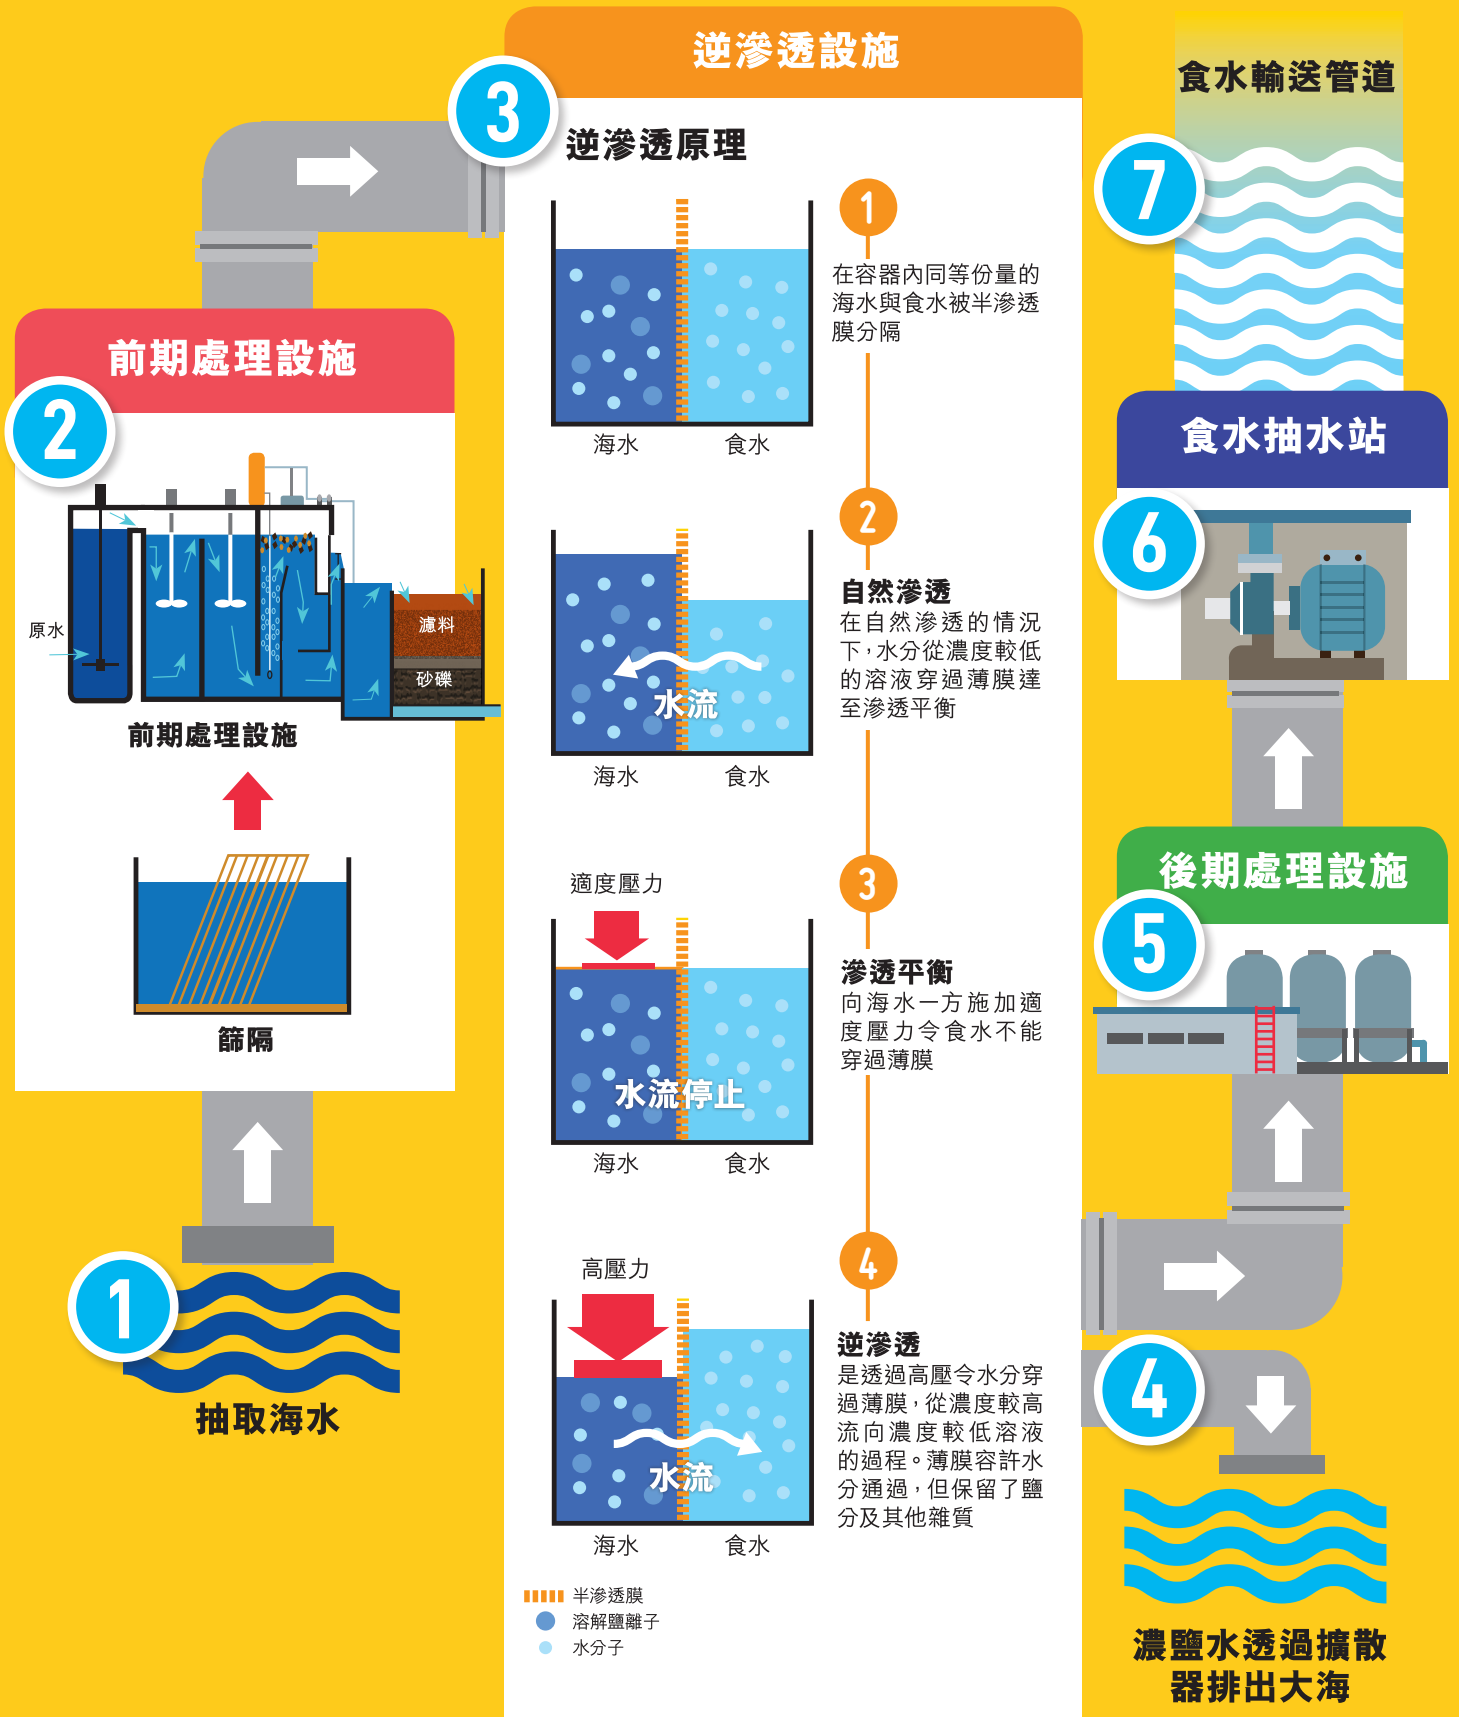 1
抽取海水
2
前期處理設施
原水
濾料
砂礫
前期處理設施
篩隔
3
逆滲透設施
逆滲透原理
海水
食水
1
在容器內同等份量的
海水與食水被半滲透
膜分隔
水流
海水
食水
2
自然滲透
在自然滲透的情況
下，水分從濃度較低
的溶液穿過薄膜達
至滲透平衡
適度壓力
水流停止
海水
食水
3
滲透平衡
向海水一方施加適
度壓力令食水不能
穿過薄膜
高壓力
水流
海水
食水
4
逆滲透
是透過高壓令水分穿
過薄膜，從濃度較高
流向濃度較低溶液
的過程。薄膜容許水
分通過，但保留了鹽
分及其他雜質
半滲透膜
溶解鹽離子
水分子
4
濃鹽水透過擴散
器排出大海
5
後期處理設施
6
食水抽水站
7
食水輸送管道